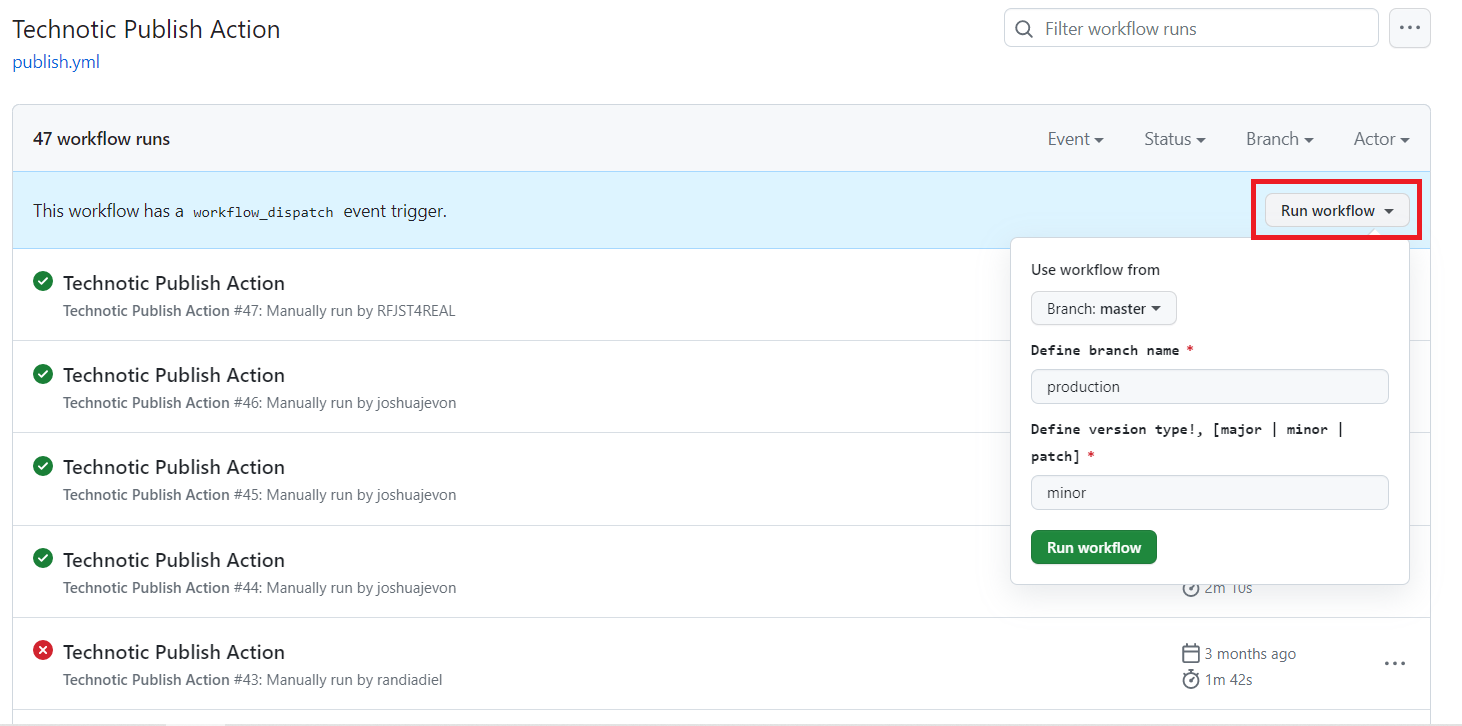 Technotic Publish Action
Filter workflow runs
publish.yml
47 workflow runs
Event
Status
Branch
Actor
This workflow has a workflow_dispatch event trigger.
Run workflow
Use workflow from
Branch: master
Define branch name *
production
Define version type!, [major | minor |
patch] *
minor
Run workflow
Technotic Publish Action
Technotic Publish Action #47: Manually run by RFJST4REAL
Technotic Publish Action
Technotic Publish Action #46: Manually run by joshuajevon
Technotic Publish Action
Technotic Publish Action #45: Manually run by joshuajevon
Technotic Publish Action
Technotic Publish Action #44: Manually run by joshuajevon
2m 10s
Technotic Publish Action
Technotic Publish Action #43: Manually run by randiadiel
3 months ago
1m 42s